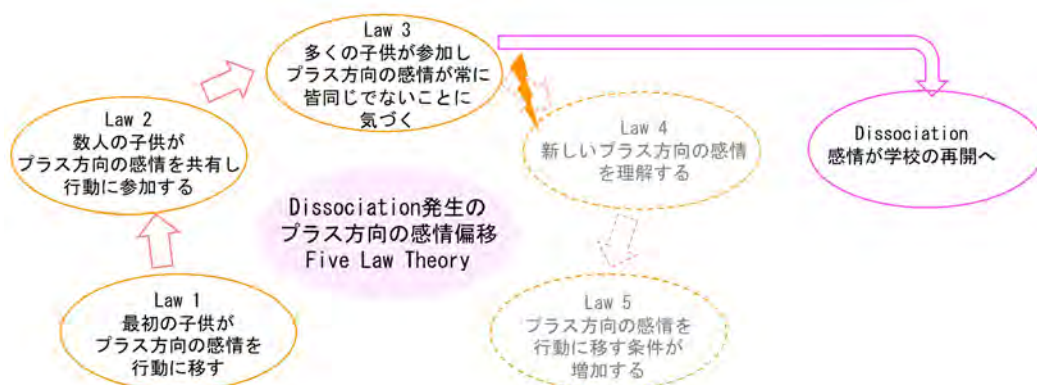 Law 1
最初の子供が
プラス方向の感情を
行動に移す
Law 2
数人の子供が
プラス方向の感情を共有し
行動に参加する
Law 3
多くの子供が参加し
プラス方向の感情が常に
皆同じでないことに
気づく
Law 4
新しいプラス方向の感情
を理解する
Law 5
プラス方向の感情を
行動に移す条件が
増加する
Dissociation
感情が学校の再開へ
Dissociation発生の
プラス方向の感情偏移
Five Law Theory